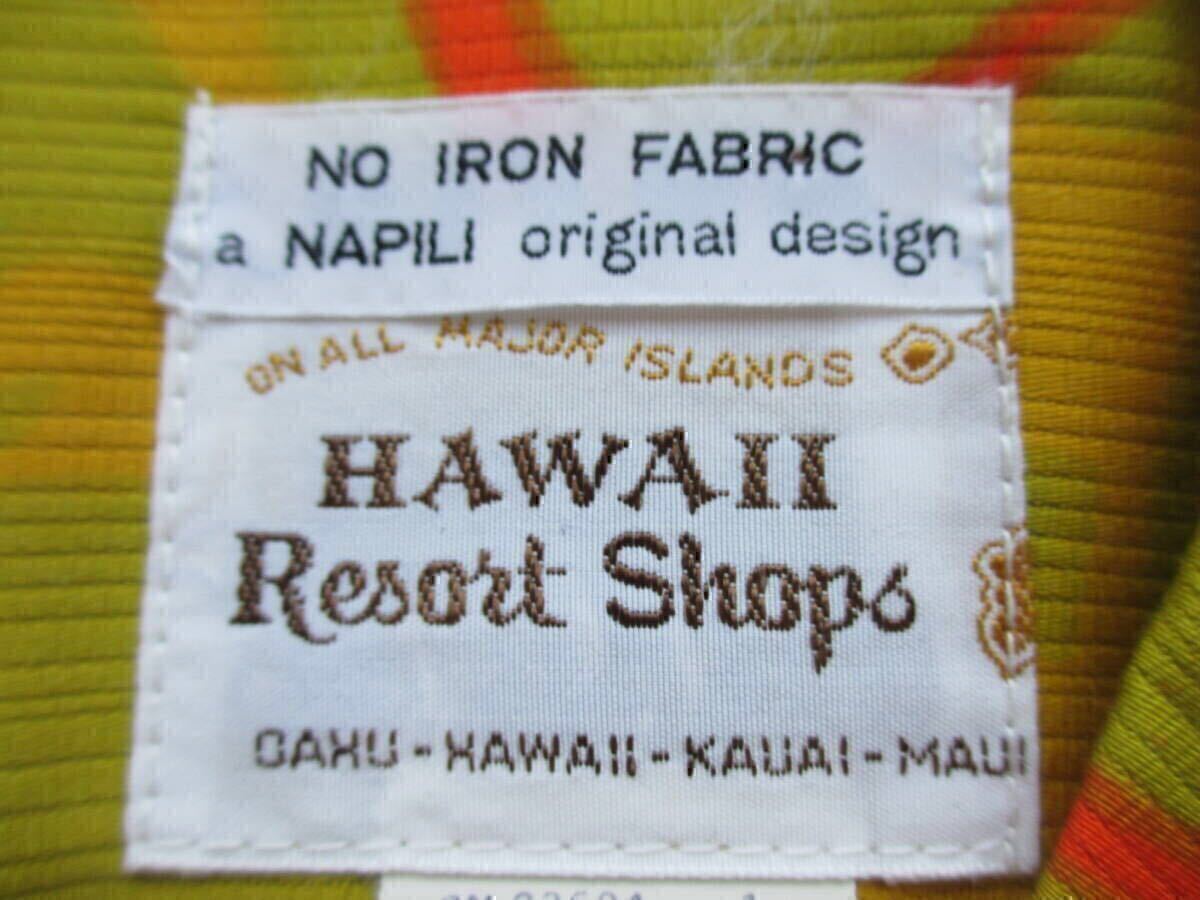 NO IRON FABRIC
a NAPILI original design
ON ALL MAJOR ISLANDS
HAWAII
Resort Shops
OAHU - HAWAII - KAUAI - MAUI